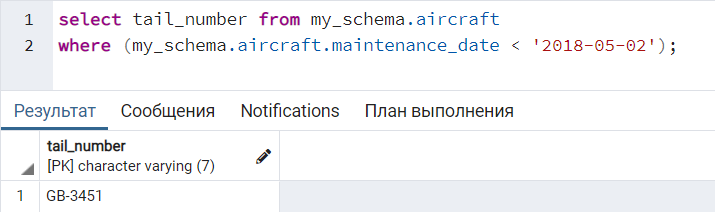 1 select tail_number from my_schema.aircraft
2 where (my_schema.aircraft.maintenance_date < '2018-05-02');
Результат Сообщения Notifications План выполнения
tail_number
[PK] character varying (7)
1 GB-3451